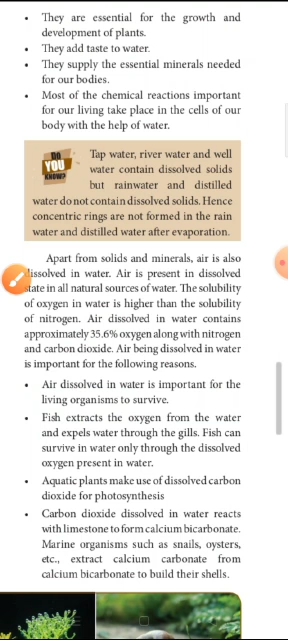 • They are essential for the growth and
development of plants.
• They add taste to water.
• They supply the essential minerals needed
for our bodies.
• Most of the chemical reactions important
for our living take place in the cells of our
body with the help of water.
DO
YOU
KNOW?
Tap water, river water and well
water contain dissolved solids
but rainwater and distilled
water do not contain dissolved solids. Hence
concentric rings are not formed in the rain
water and distilled water after evaporation.
Apart from solids and minerals, air is also
dissolved in water. Air is present in dissolved
state in all natural sources of water. The solubility
of oxygen in water is higher than the solubility
of nitrogen. Air dissolved in water contains
approximately 35.6% oxygen along with nitrogen
and carbon dioxide. Air being dissolved in water
is important for the following reasons.
• Air dissolved in water is important for the
living organisms to survive.
• Fish extracts the oxygen from the water
and expels water through the gills. Fish can
survive in water only through the dissolved
oxygen present in water.
• Aquatic plants make use of dissolved carbon
dioxide for photosynthesis
• Carbon dioxide dissolved in water reacts
with limestone to form calcium bicarbonate.
Marine organisms such as snails, oysters,
etc., extract calcium carbonate from
calcium bicarbonate to build their shells.